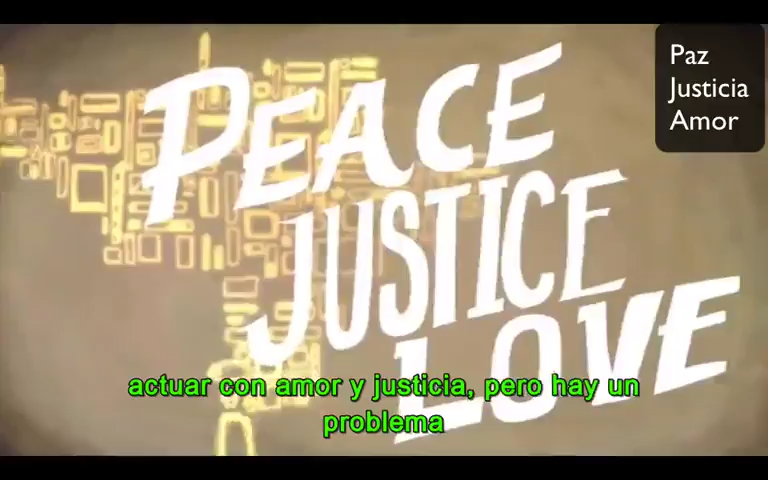 PEACE
JUSTICE
LOVE
Paz
Justicia
Amor
actuar con amor y justicia, pero hay un
problema